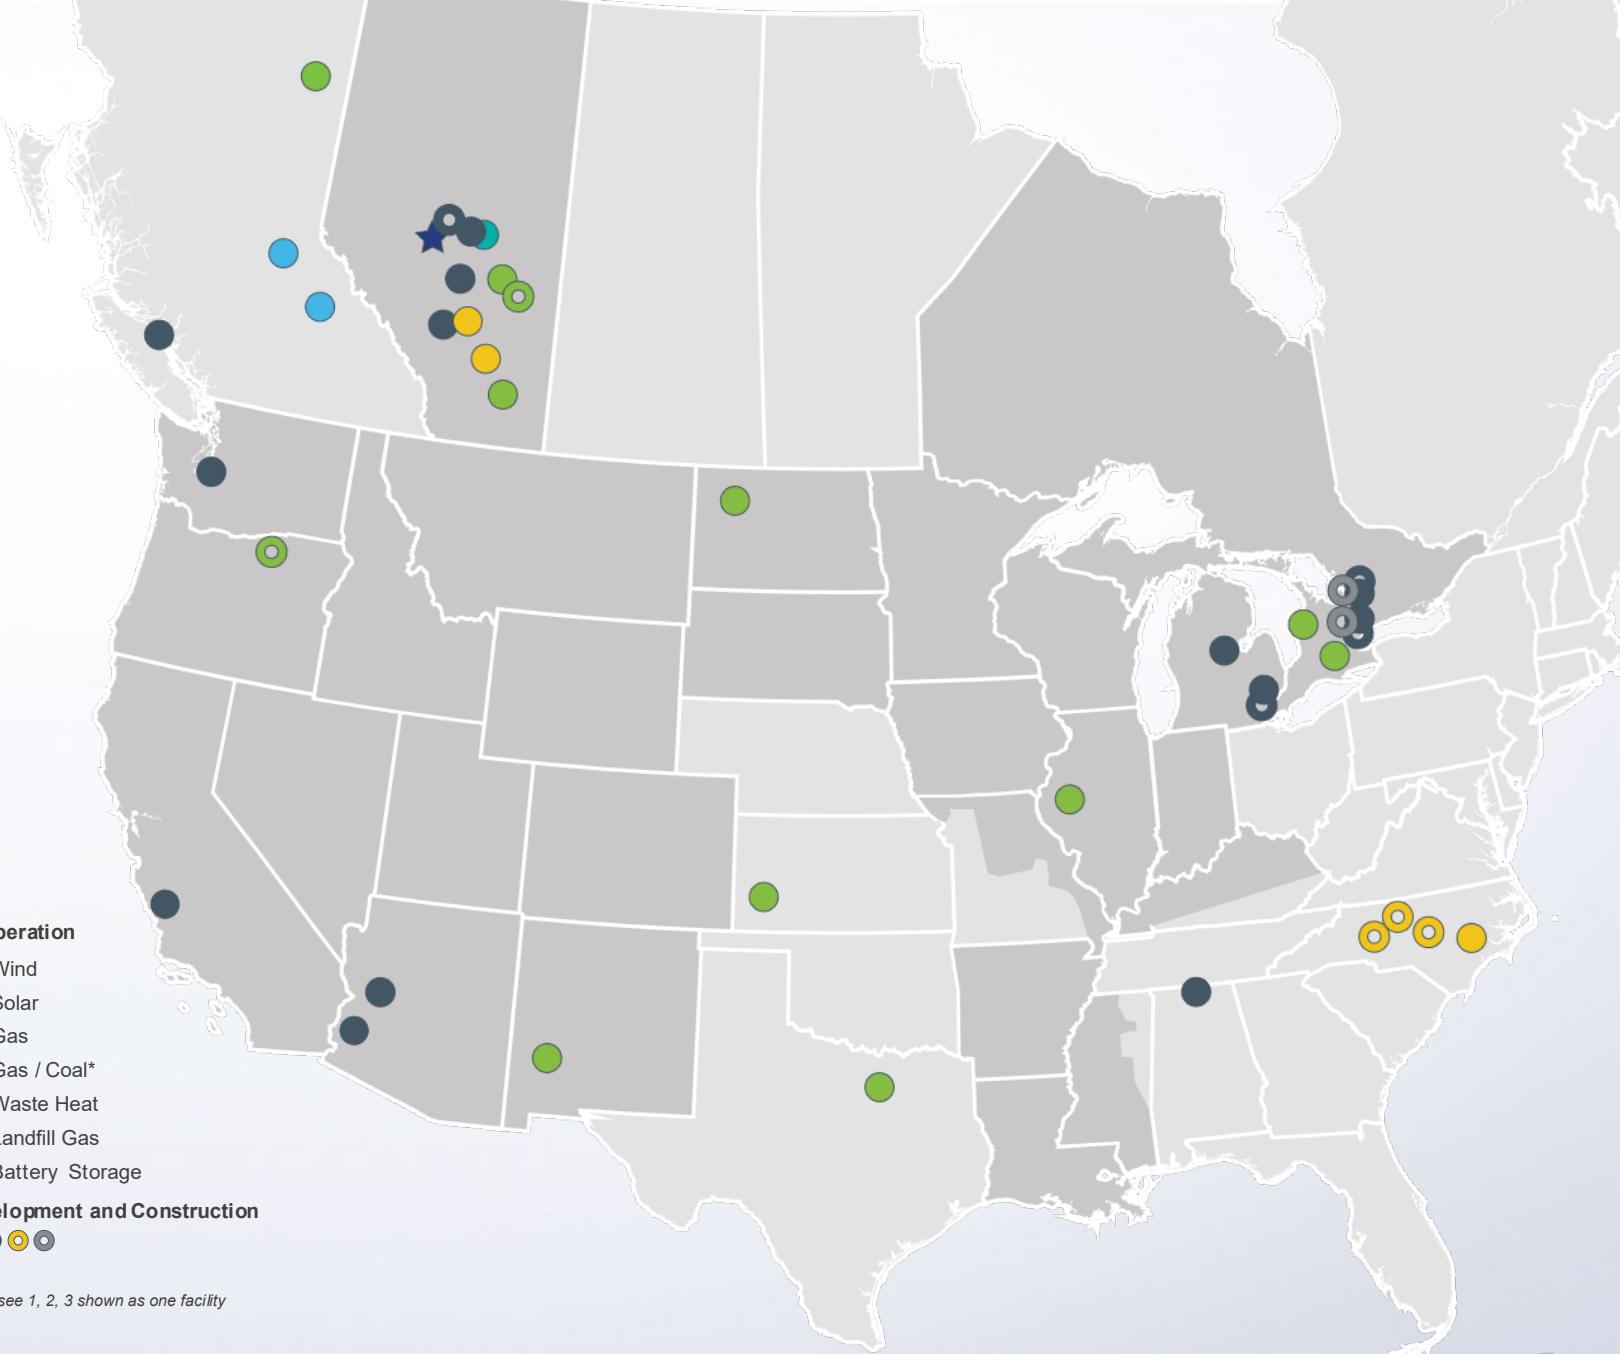 peration
Wind
Solar
Gas
Gas / Coal*
Waste Heat
Landfill Gas
Battery Storage
elopment and Construction
see 1, 2, 3 shown as one facility